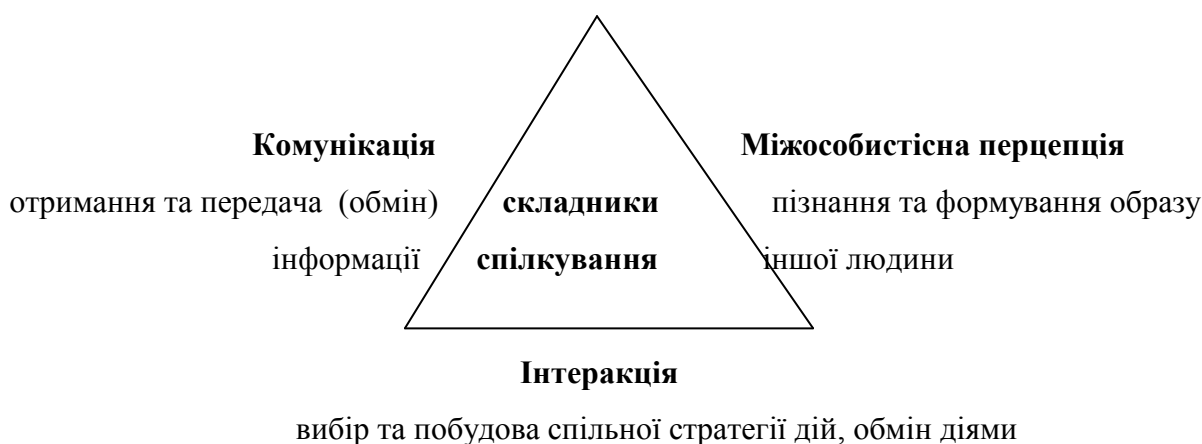 Комунікація
Міжособистісна перцепція
отримання та передача (обмін)
складники
пізнання та формування образу
інформації
спілкування
іншої людини
Інтеракція
вибір та побудова спільної стратегії дій, обмін діями